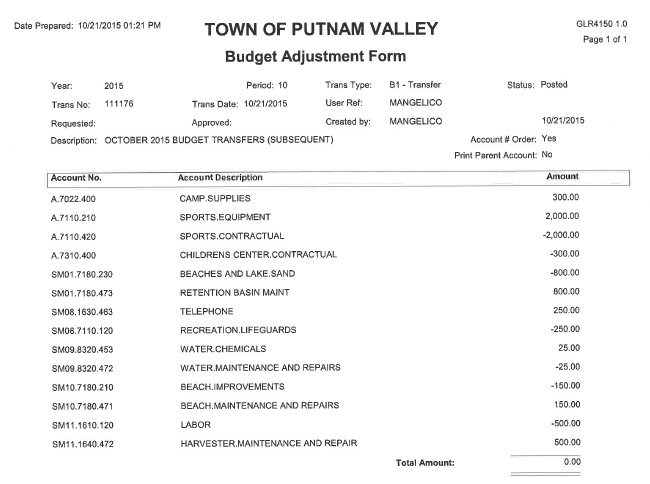 Date Prepared: 10/21/2015 01:21 PM
TOWN OF PUTNAM VALLEY
GLR4150 1.0
Page 1 of 1
Budget Adjustment Form
Year: 2015 Period: 10 Trans Type: B1 - Transfer Status: Posted
Trans No: 111176 Trans Date: 10/21/2015 User Ref: MANGELICO
Requested: Approved: Created by: MANGELICO 10/21/2015
Description: OCTOBER 2015 BUDGET TRANSFERS (SUBSEQUENT) Account # Order: Yes
Print Parent Account: No
Account No. Account Description Amount
A.7022.400 CAMP.SUPPLIES 300.00
A.7110.210 SPORTS.EQUIPMENT 2,000.00
A.7110.420 SPORTS.CONTRACTUAL -2,000.00
A.7310.400 CHILDRENS CENTER.CONTRACTUAL -300.00
SM01.7180.230 BEACHES AND LAKE.SAND -800.00
SM01.7180.473 RETENTION BASIN MAINT 800.00
SM08.1630.463 TELEPHONE 250.00
SM08.7110.120 RECREATION.LIFEGUARDS -250.00
SM09.8320.453 WATER.CHEMICALS 25.00
SM09.8320.472 WATER.MAINTENANCE AND REPAIRS -25.00
SM10.7180.210 BEACH.IMPROVEMENTS -150.00
SM10.7180.471 BEACH.MAINTENANCE AND REPAIRS 150.00
SM11.1610.120 LABOR -500.00
SM11.1640.472 HARVESTER.MAINTENANCE AND REPAIR 500.00
Total Amount: 0.00